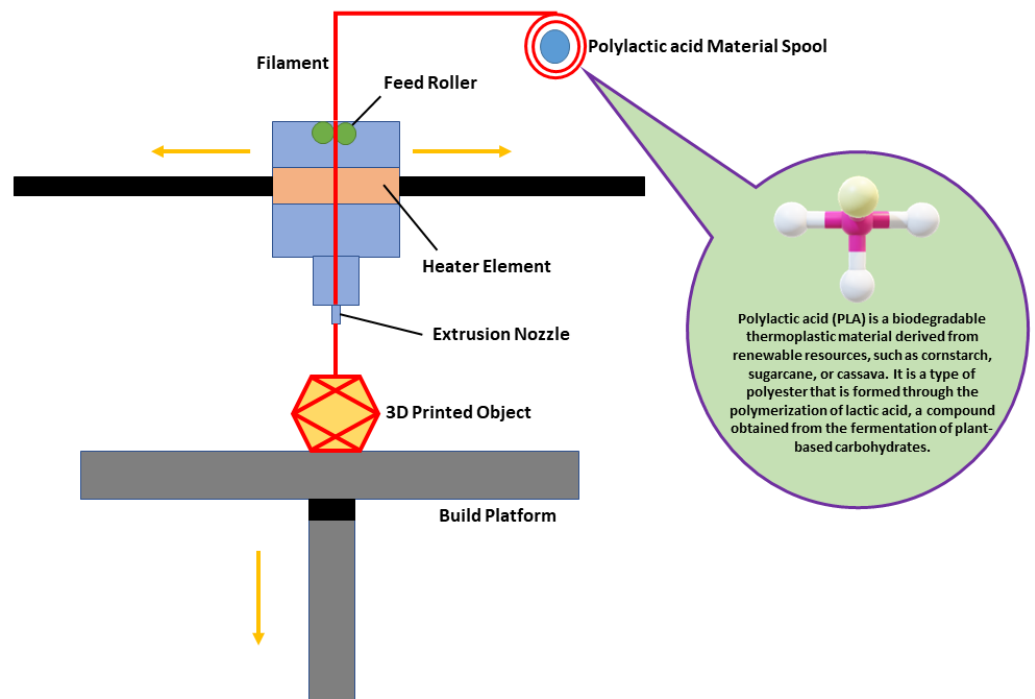 Polylactic acid Material Spool
Filament
Feed Roller
Heater Element
Extrusion Nozzle
3D Printed Object
Build Platform
Polylactic acid (PLA) is a biodegradable
thermoplastic material derived from
renewable resources, such as cornstarch,
sugarcane, or cassava. It is a type of
polyester that is formed through the
polymerization of lactic acid, a compound
obtained from the fermentation of plant-
based carbohydrates.